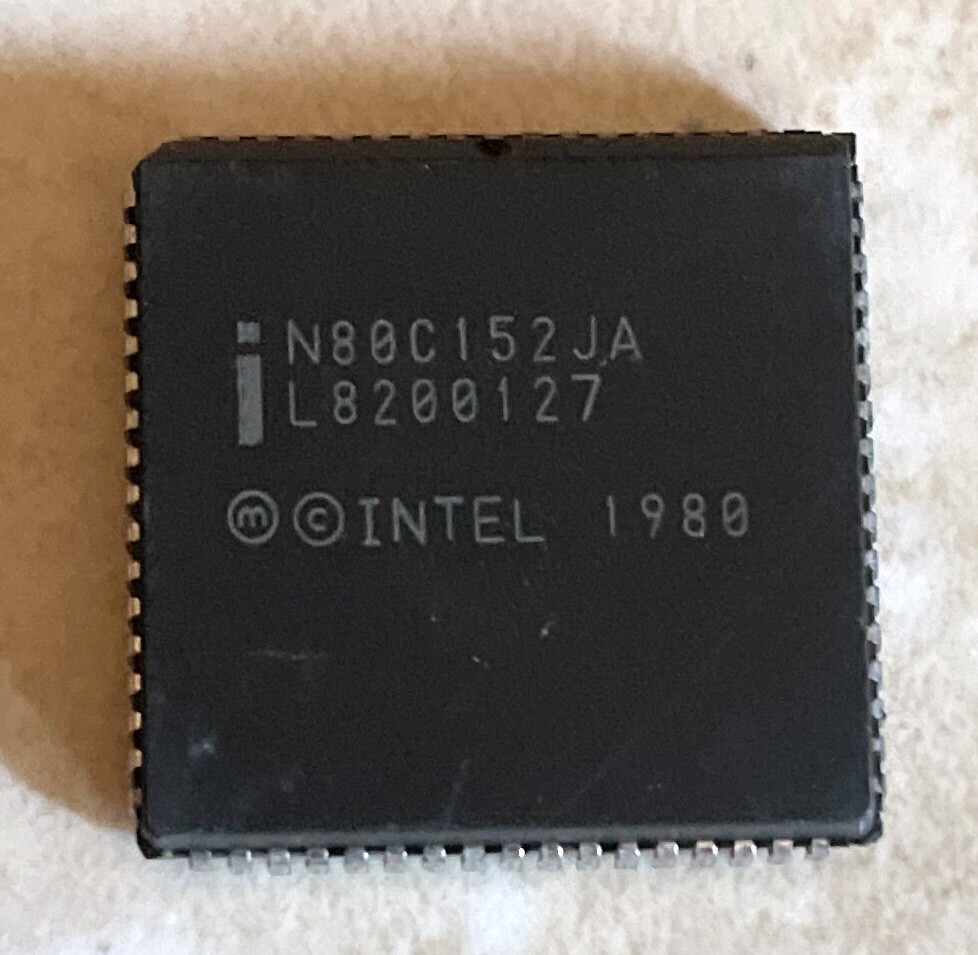 i N80C152JA
L8200127
ⓜ © INTEL 1980